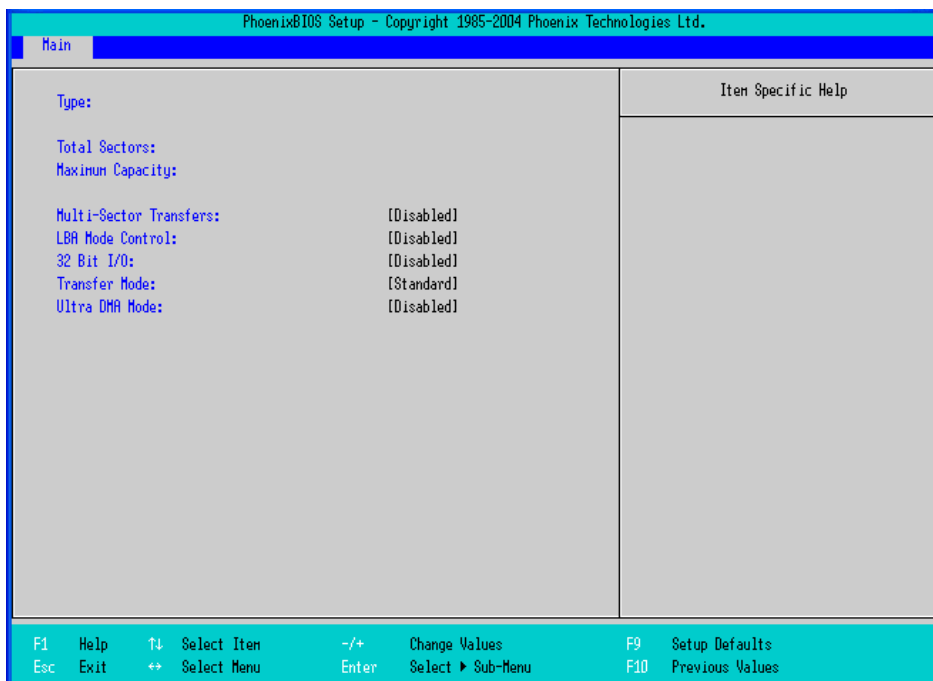 PhoenixBIOS Setup - Copyright 1985-2004 Phoenix Technologies Ltd.
Main
Item Specific Help
Type:
Total Sectors:
Maximum Capacity:
Multi-Sector Transfers: [Disabled]
LBA Mode Control: [Disabled]
32 Bit I/O: [Disabled]
Transfer Mode: [Standard]
Ultra DMA Mode: [Disabled]
F1 Help ↑↓ Select Item -/+ Change Values F9 Setup Defaults
Esc Exit ↔ Select Menu Enter Select ▶ Sub-Menu F10 Previous Values